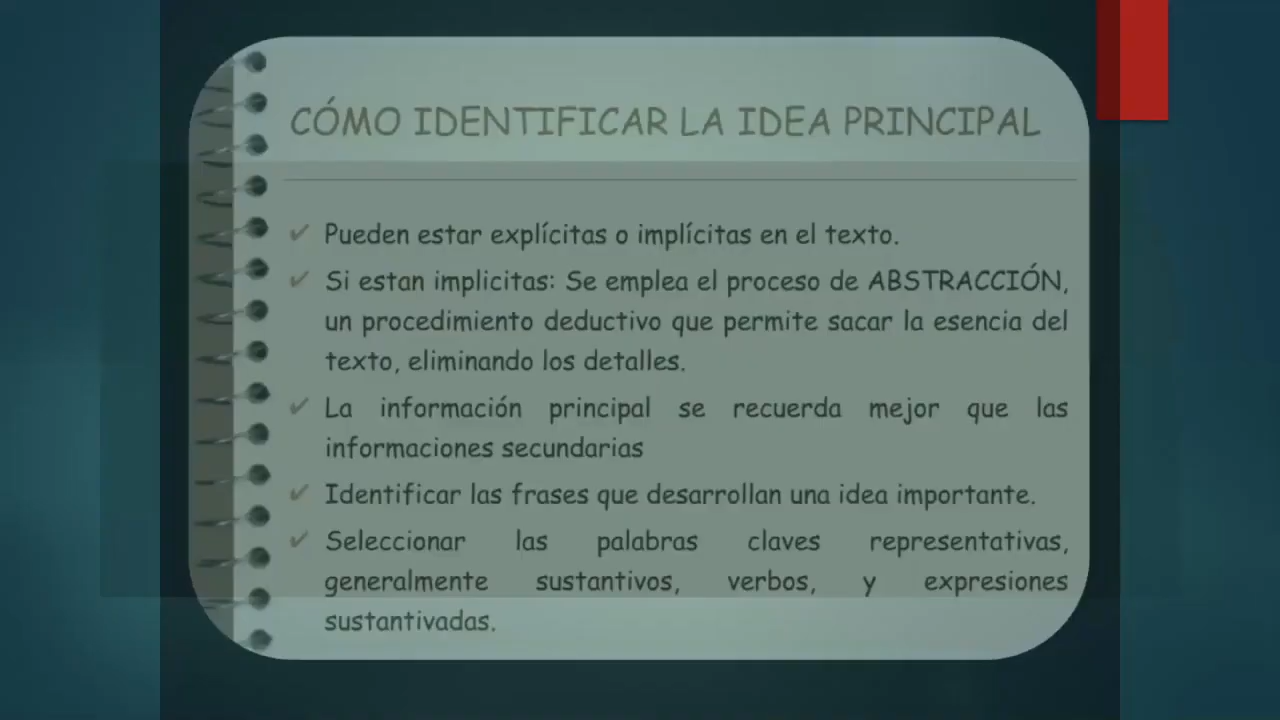 CÓMO IDENTIFICAR LA IDEA PRINCIPAL
✓ Pueden estar explícitas o implícitas en el texto.
✓ Si estan implicitas: Se emplea el proceso de ABSTRACCIÓN,
un procedimiento deductivo que permite sacar la esencia del
texto, eliminando los detalles.
✓ La información principal se recuerda mejor que las
informaciones secundarias
✓ Identificar las frases que desarrollan una idea importante.
✓ Seleccionar las palabras claves representativas,
generalmente sustantivos, verbos, y expresiones
sustantivadas.